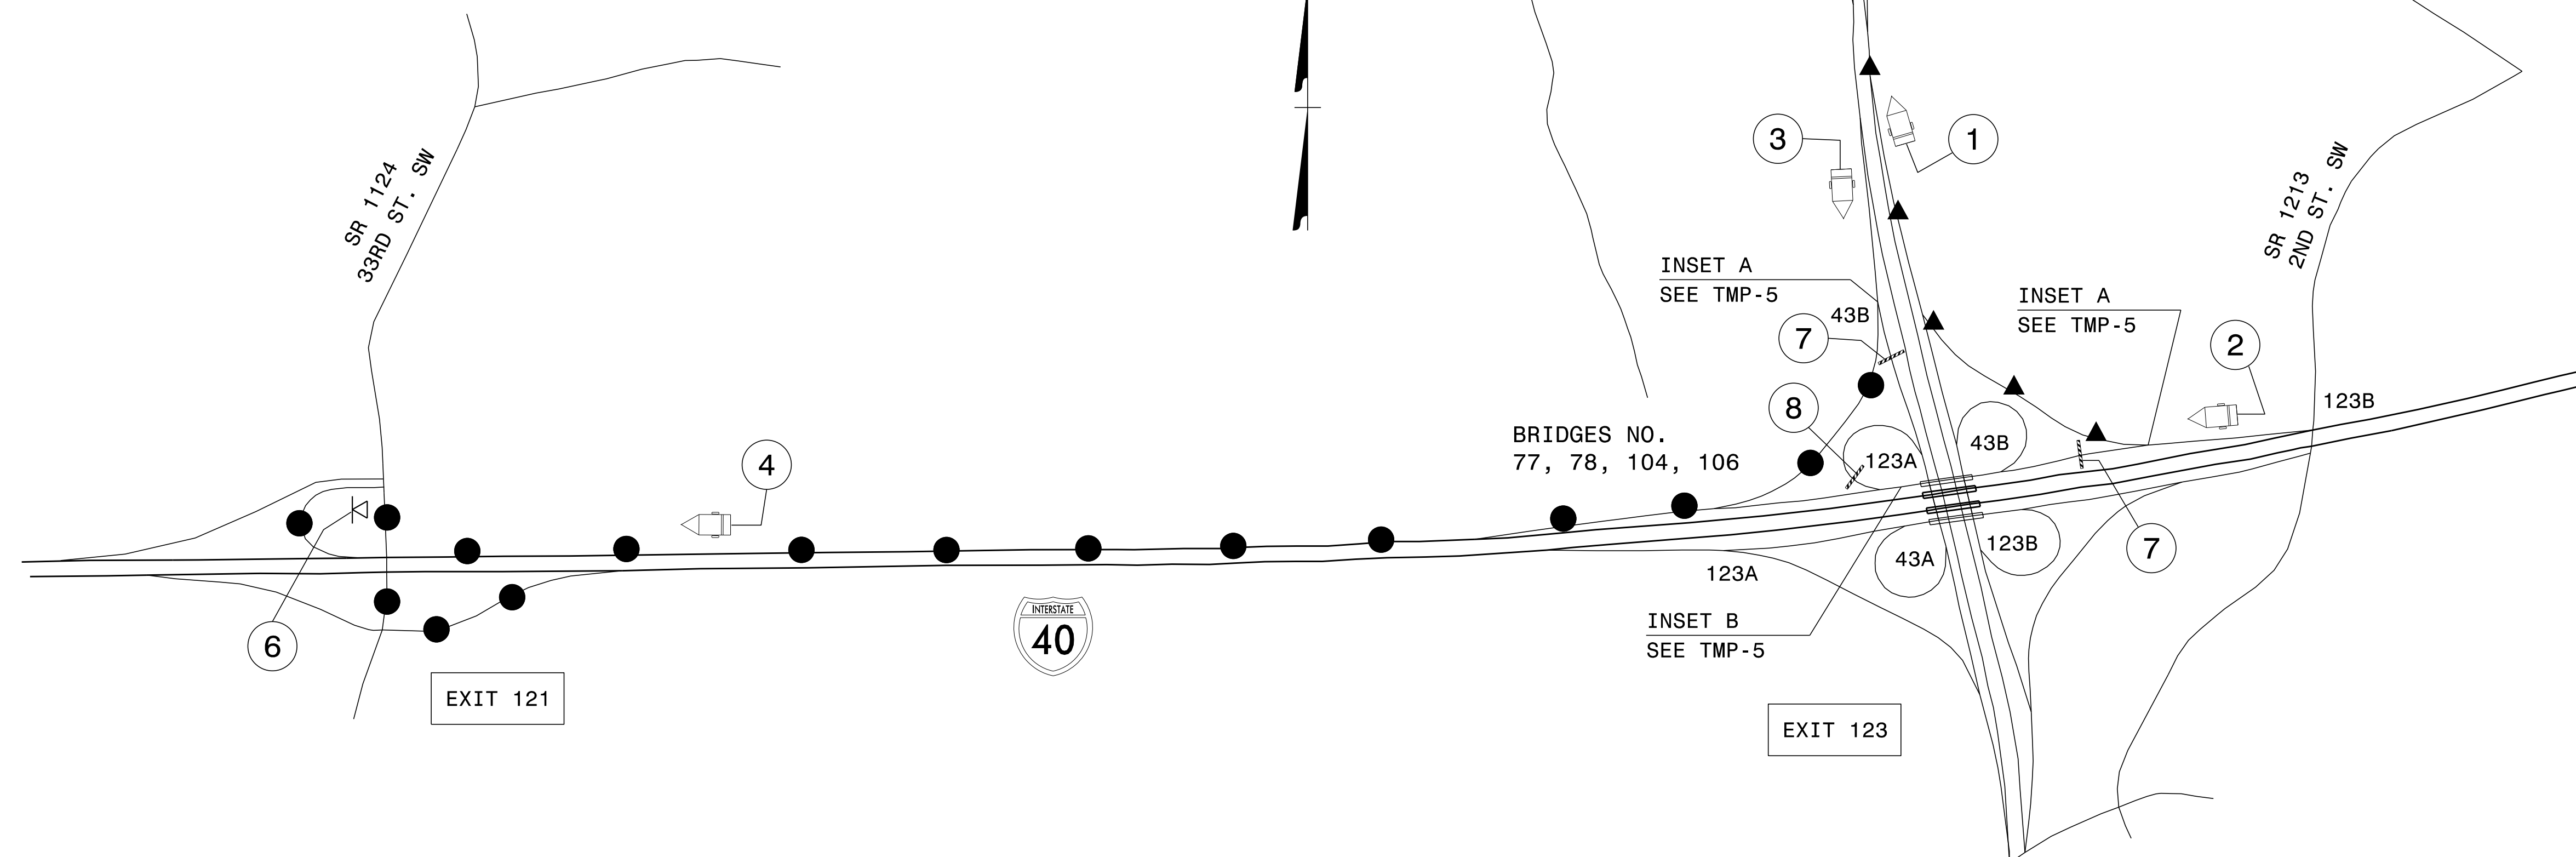 SR 1124
33RD ST. SW
3
1
SR 1213
2ND ST. SW
INSET A
SEE TMP-5
43B
7
INSET A
SEE TMP-5
2
8
123B
BRIDGES NO.
77, 78, 104, 106
123A
43B
4
6
INTERSTATE
40
123A
43A
123B
7
INSET B
SEE TMP-5
EXIT 121
EXIT 123